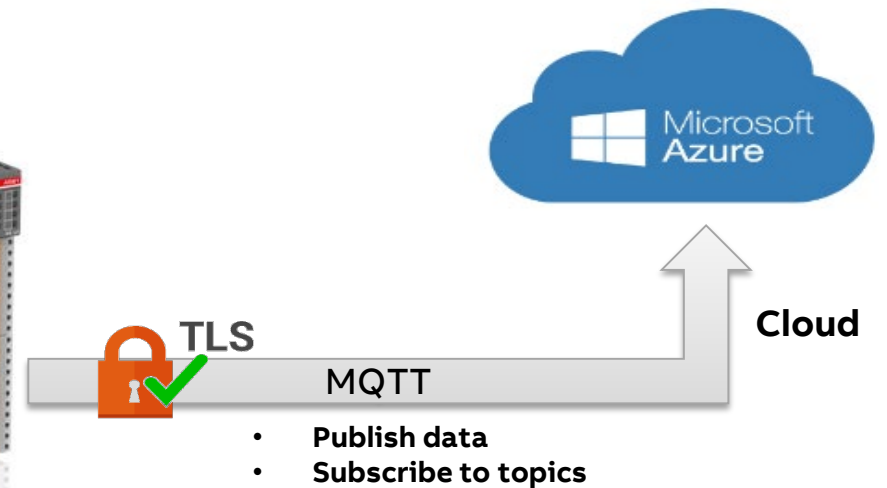 Microsoft
Azure
Cloud
TLS
MQTT
• Publish data
• Subscribe to topics